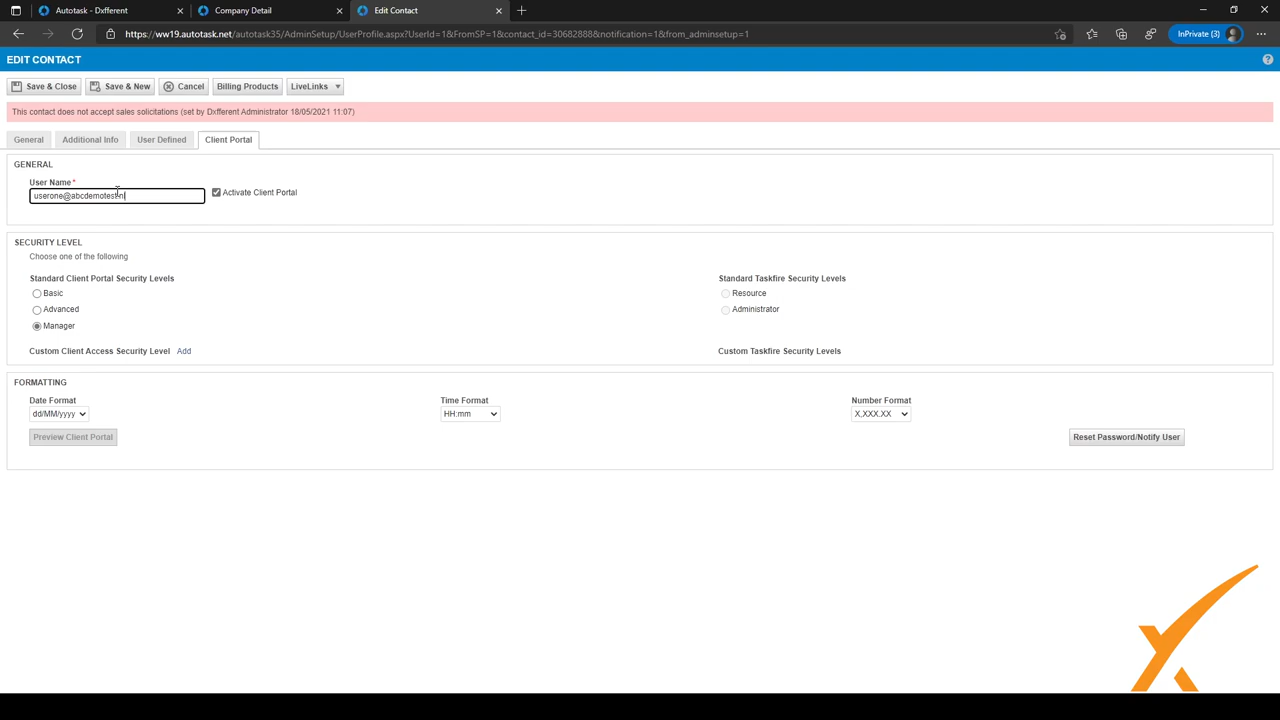 Autotask - Dxfferent
Company Detail
Edit Contact
https://ww19.autotask.net/autotask35/AdminSetup/UserProfile.aspx?UserId=1&FromSP=1&contact_id=30682888&notification=1&from_adminsetup=1
InPrivate (3)
EDIT CONTACT
Save & Close
Save & New
Cancel
Billing Products
LiveLinks
This contact does not accept sales solicitations (set by Dxfferent Administrator 18/05/2021 11:07)
General
Additional Info
User Defined
Client Portal
GENERAL
User Name*
userone@abcdemotest.nl
Activate Client Portal
SECURITY LEVEL
Choose one of the following
Standard Client Portal Security Levels
Standard Taskfire Security Levels
Basic
Resource
Advanced
Administrator
Manager
Custom Client Access Security Level Add
Custom Taskfire Security Levels
FORMATTING
Date Format
Time Format
Number Format
dd/MM/yyyy
HH:mm
X,XXX.XX
Preview Client Portal
Reset Password/Notify User